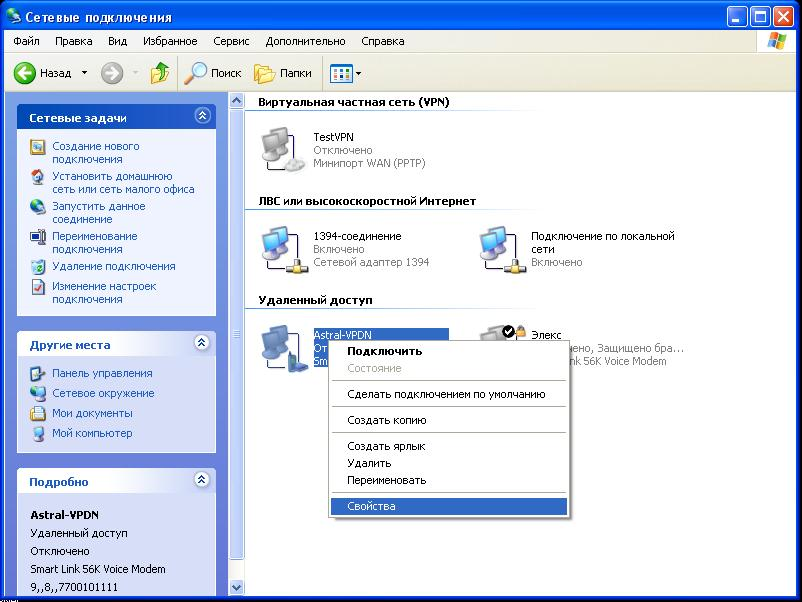 Сетевые подключения
Файл Правка Вид Избранное Сервис Дополнительно Справка
Назад Поиск Папки
Сетевые задачи
Создание нового
подключения
Установить домашнюю
сеть или сеть малого офиса
Запустить данное
соединение
Переименование
подключения
Удаление подключения
Изменение настроек
подключения
Другие места
Панель управления
Сетевое окружение
Мои документы
Мой компьютер
Подробно
Astral-VPDN
Удаленный доступ
Отключено
Smart Link 56K Voice Modem
9,,8,,7700101111
Виртуальная частная сеть (VPN)
TestVPN
Отключено
Минипорт WAN (PPTP)
ЛВС или высокоскоростной Интернет
1394-соединение
Включено
Сетевой адаптер 1394
Подключение по локальной
сети
Включено
Удаленный доступ
Astral-VPDN
От
Sm
Элекс
чено, Защищено бра...
nk 56K Voice Modem
Подключить
Состояние
Сделать подключением по умолчанию
Создать копию
Создать ярлык
Удалить
Переименовать
Свойства